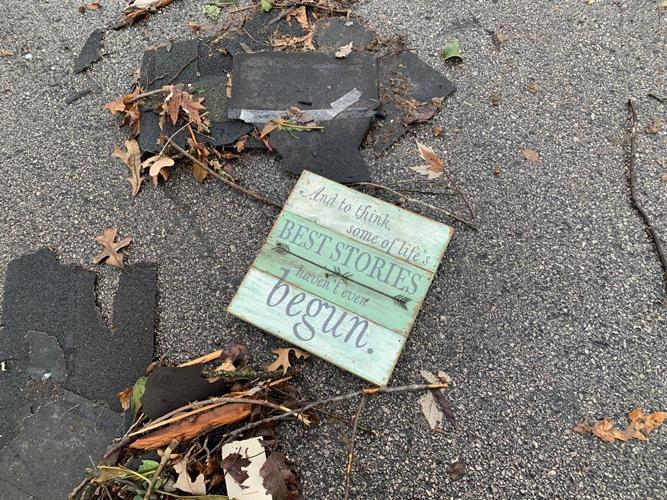 And to think,
some of life's
BEST STORIES
haven't even
begun.